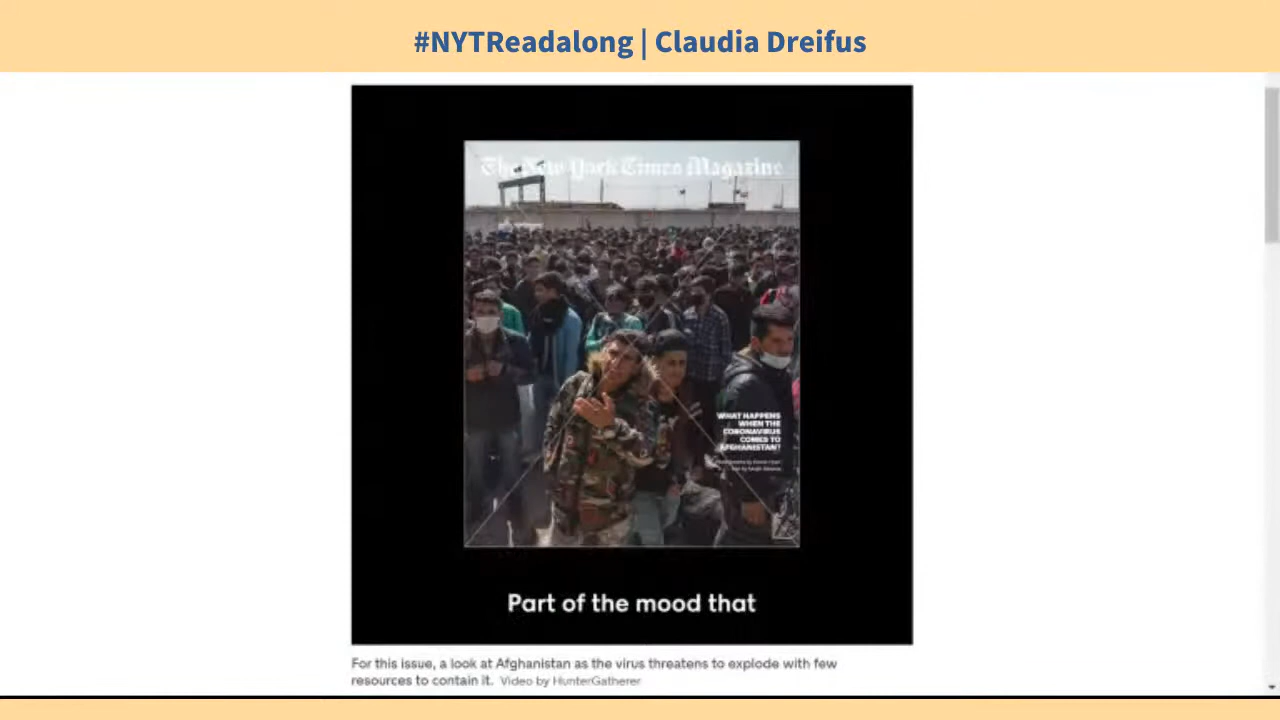 #NYTReadalong | Claudia Dreifus
The New York Times Magazine
WHAT HAPPENS
WHEN THE
CORONAVIRUS
COMES TO
AFGHANISTAN?
Part of the mood that
For this issue, a look at Afghanistan as the virus threatens to explode with few
resources to contain it. Video by HunterGatherer